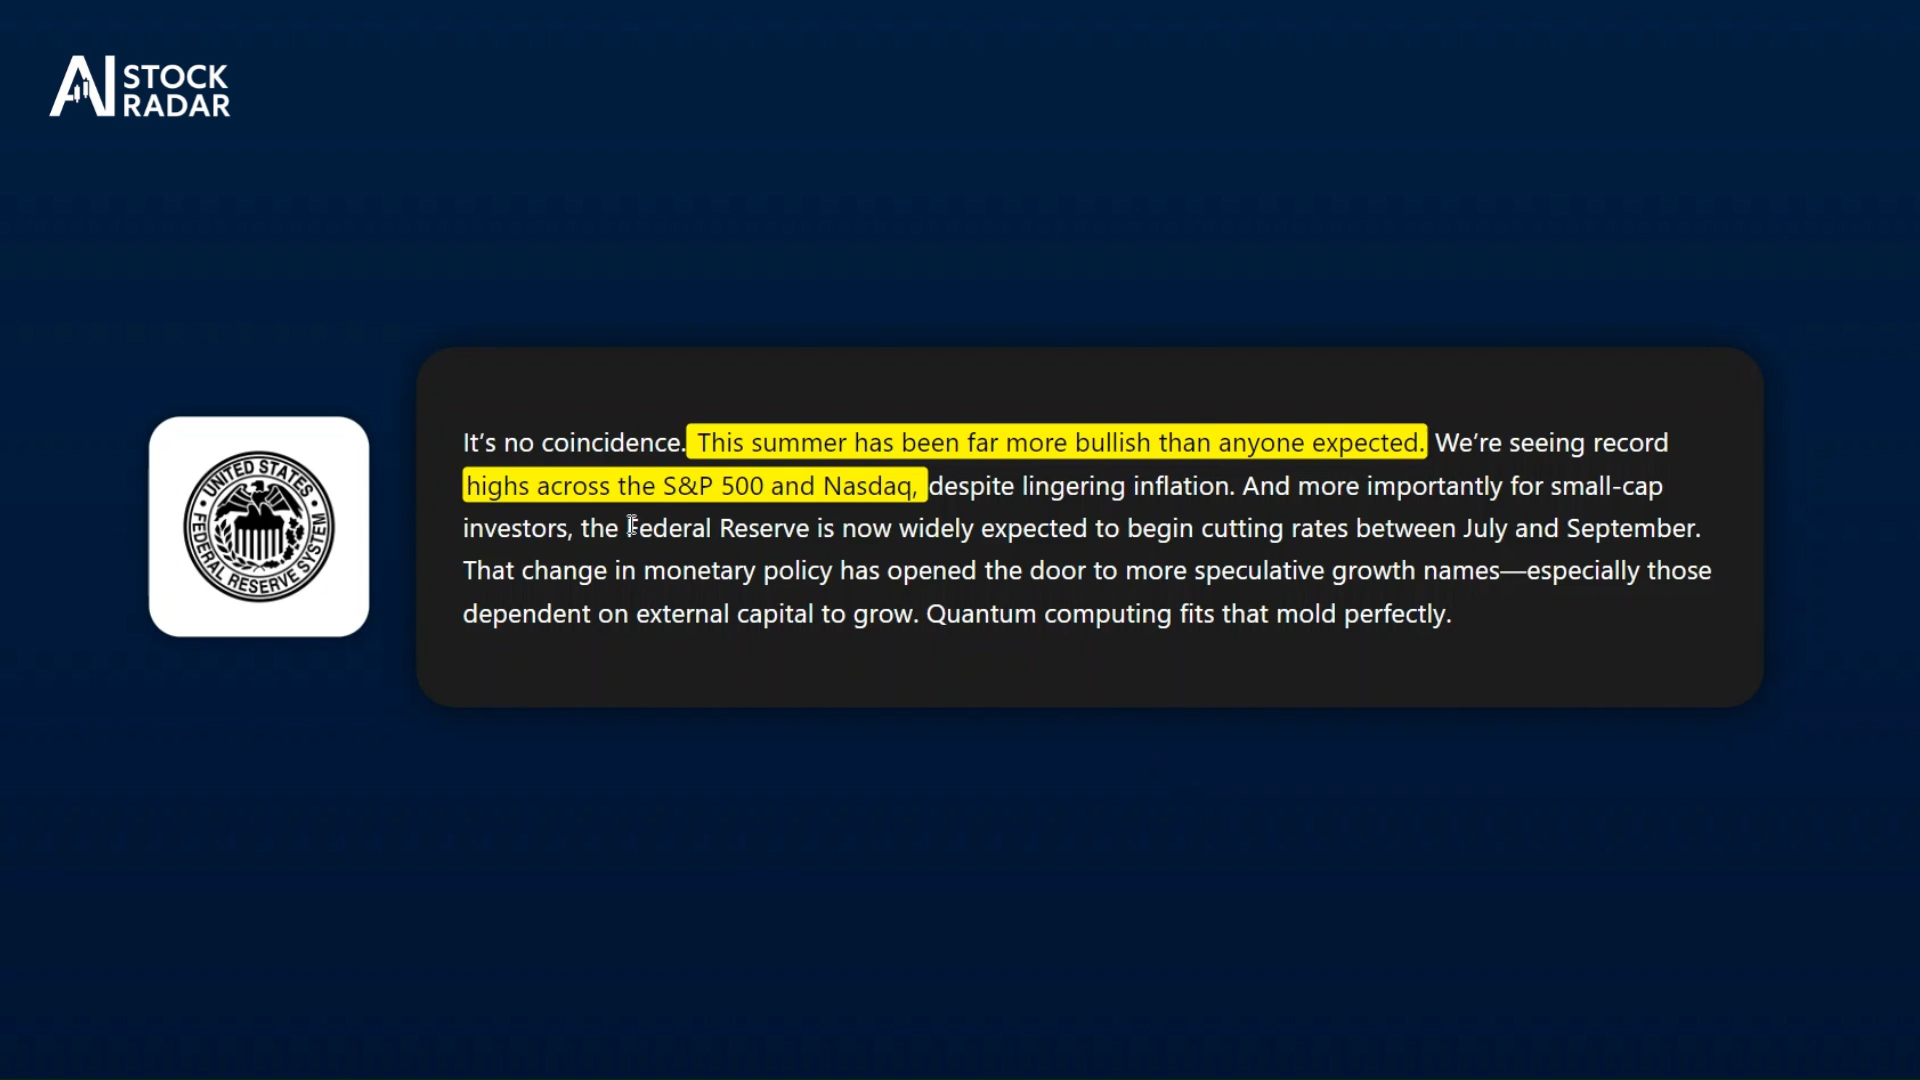 AI STOCK
RADAR
UNITED STATES
FEDERAL RESERVE SYSTEM
It’s no coincidence. This summer has been far more bullish than anyone expected. We’re seeing record
highs across the S&P 500 and Nasdaq, despite lingering inflation. And more importantly for small-cap
investors, the Federal Reserve is now widely expected to begin cutting rates between July and September.
That change in monetary policy has opened the door to more speculative growth names—especially those
dependent on external capital to grow. Quantum computing fits that mold perfectly.